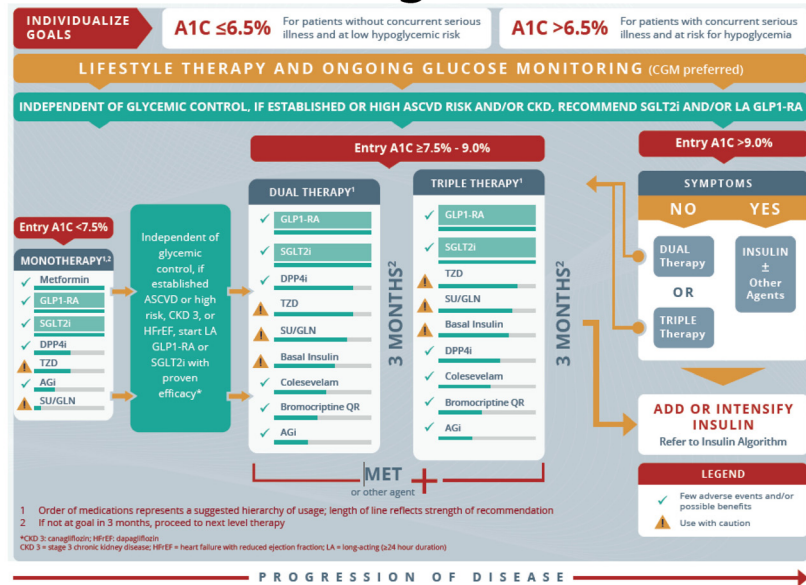 INDIVIDUALIZE
GOALS
A1C ≤6.5%
For patients without concurrent serious
illness and at low hypoglycemic risk
A1C >6.5%
For patients with concurrent serious
illness and at risk for hypoglycemia
LIFESTYLE THERAPY AND ONGOING GLUCOSE MONITORING (CGM preferred)
INDEPENDENT OF GLYCEMIC CONTROL, IF ESTABLISHED OR HIGH ASCVD RISK AND/OR CKD, RECOMMEND SGLT2i AND/OR LA GLP1-RA
Entry A1C <7.5%
MONOTHERAPY1,2
Metformin
GLP1-RA
SGLT2i
DPP4i
TZD
AGi
SU/GLN
Independent of
glycemic
control, if
established
ASCVD or high
risk, CKD 3, or
HFrEF, start LA
GLP1-RA or
SGLT2i with
proven
efficacy*
Entry A1C ≥7.5% - 9.0%
DUAL THERAPY1
GLP1-RA
SGLT2i
DPP4i
TZD
SU/GLN
Basal Insulin
Colesevelam
Bromocriptine QR
AGi
3 MONTHS2
TRIPLE THERAPY1
GLP1-RA
SGLT2i
TZD
SU/GLN
Basal Insulin
DPP4i
Colesevelam
Bromocriptine QR
AGi
3 MONTHS2
MET
or other agent
Entry A1C >9.0%
SYMPTOMS
NO
YES
DUAL
Therapy
OR
TRIPLE
Therapy
INSULIN
±
Other
Agents
ADD OR INTENSIFY
INSULIN
Refer to Insulin Algorithm
LEGEND
Few adverse events and/or
possible benefits
Use with caution
1 Order of medications represents a suggested hierarchy of usage; length of line reflects strength of recommendation
2 If not at goal in 3 months, proceed to next level therapy
*CKD 3: canagliflozin; HFrEF: dapagliflozin
CKD 3 = stage 3 chronic kidney disease; HFrEF = heart failure with reduced ejection fraction; LA = long-acting (≥24 hour duration)
PROGRESSION OF DISEASE